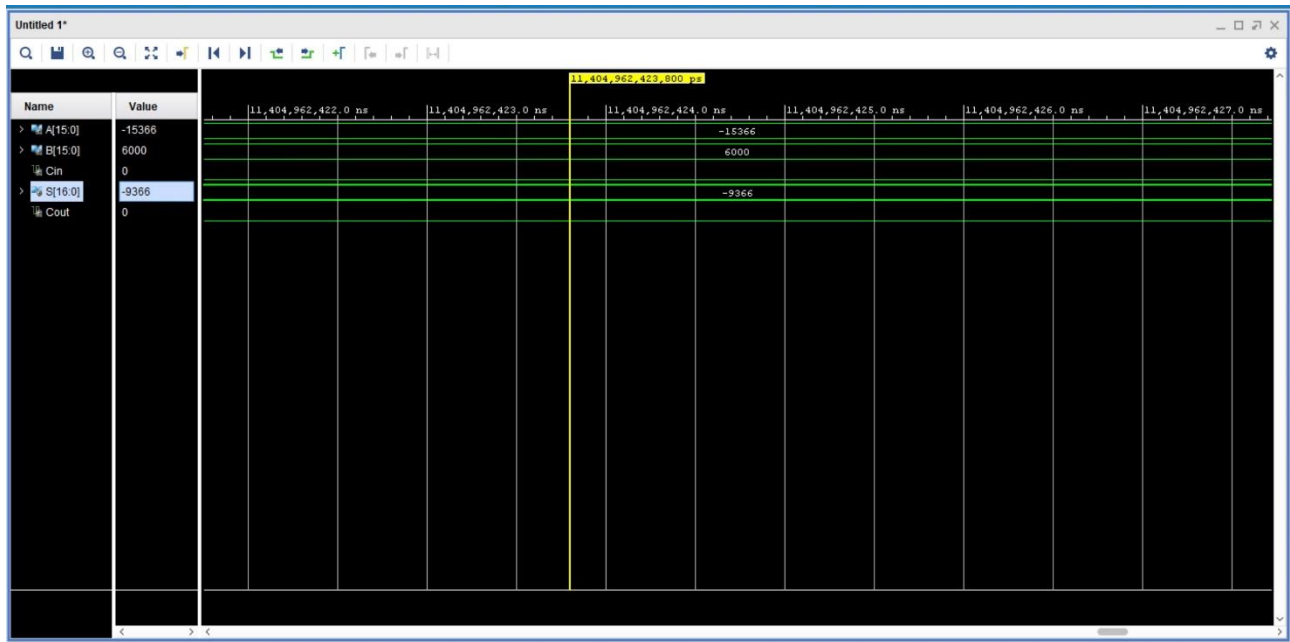 Untitled 1*
11,404,962,423,800 ps
Name Value
11,404,962,422.0 ns 11,404,962,423.0 ns 11,404,962,424.0 ns 11,404,962,425.0 ns 11,404,962,426.0 ns 11,404,962,427.0 ns
A[15:0] -15366 -15366
B[15:0] 6000 6000
Cin 0
S[16:0] -9366 -9366
Cout 0